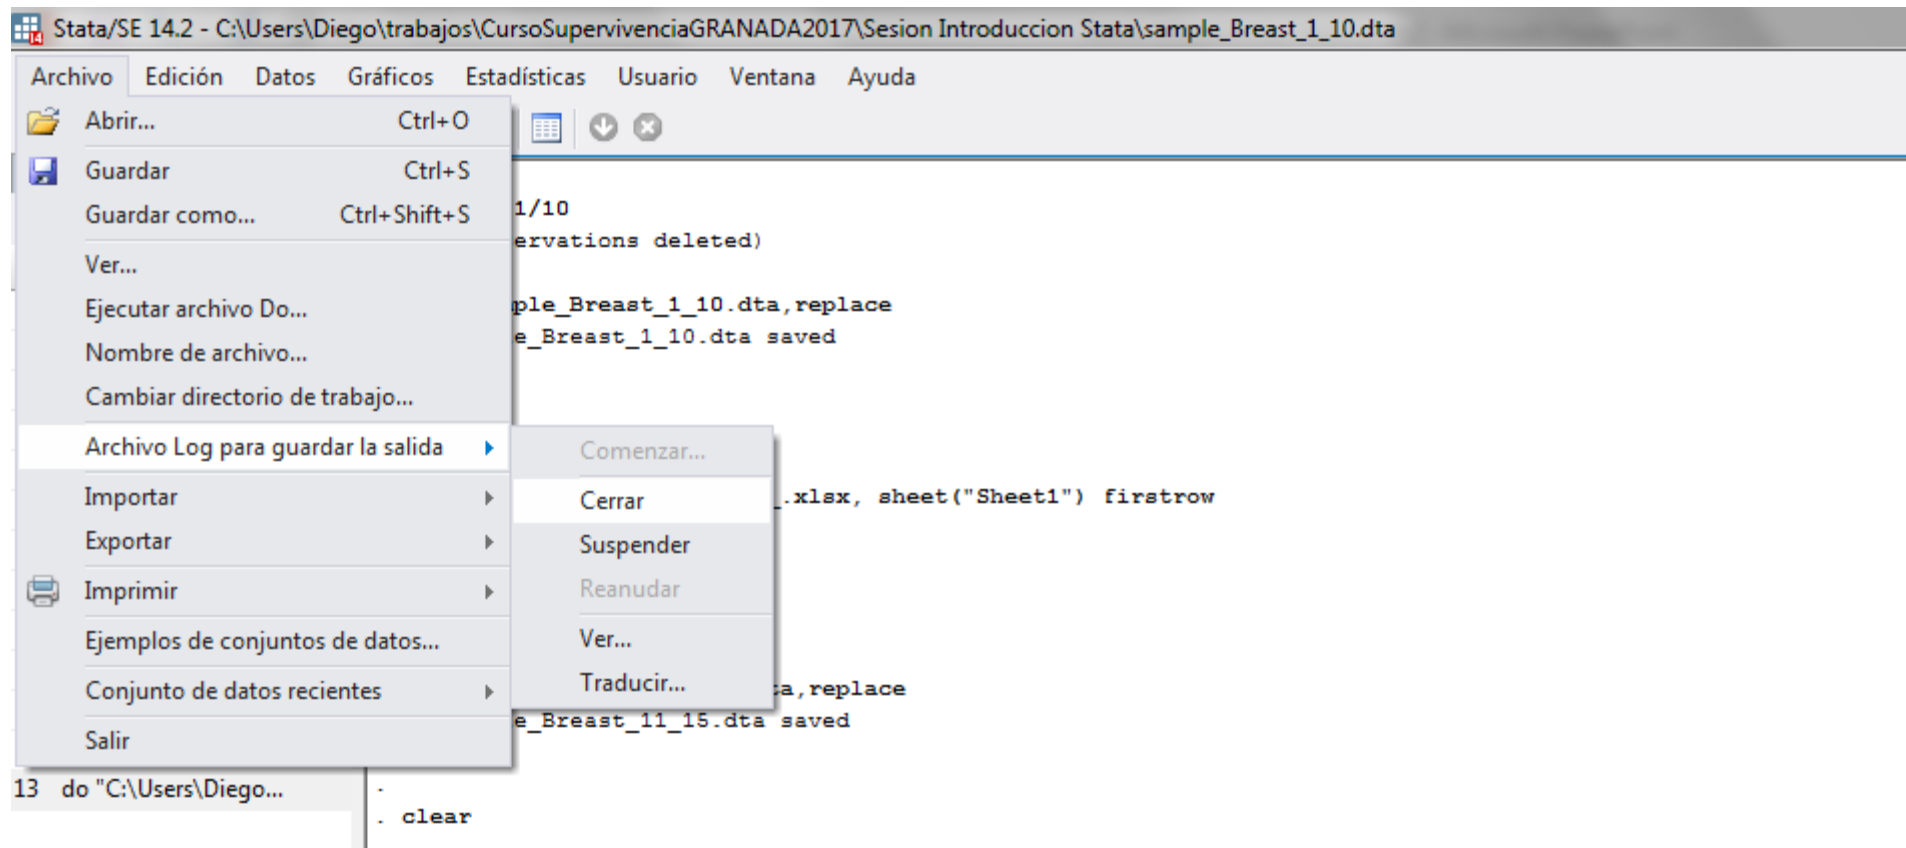 Stata/SE 14.2 - C:\Users\Diego\trabajos\CursoSupervivenciaGRANADA2017\Sesion Introduccion Stata\sample_Breast_1_10.dta
Archivo Edición Datos Gráficos Estadísticas Usuario Ventana Ayuda
Abrir... Ctrl+O
Guardar Ctrl+S
Guardar como... Ctrl+Shift+S
Ver...
Ejecutar archivo Do...
Nombre de archivo...
Cambiar directorio de trabajo...
Archivo Log para guardar la salida
Importar
Exportar
Imprimir
Ejemplos de conjuntos de datos...
Conjunto de datos recientes
Salir
Comenzar...
Cerrar
Suspender
Reanudar
Ver...
Traducir...
1/10
ervations deleted)
ple_Breast_1_10.dta,replace
e_Breast_1_10.dta saved
.xlsx, sheet("Sheet1") firstrow
a,replace
e_Breast_11_15.dta saved
13 do "C:\Users\Diego...
.
. clear